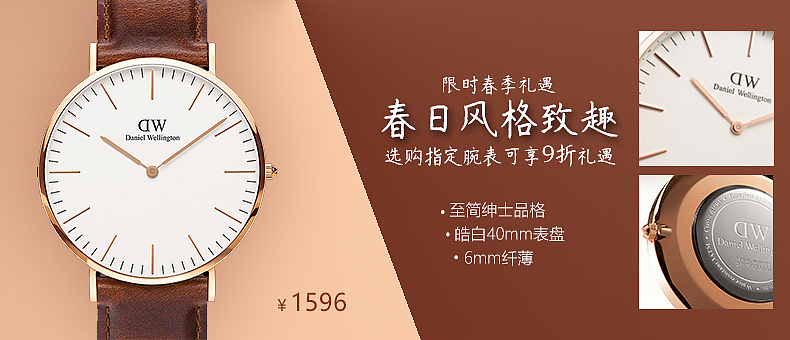 DW
Daniel Wellington
¥1596
限时春季礼遇
春日风格致趣
选购指定腕表可享9折礼遇
• 至简绅士品格
• 皓白40mm表盘
• 6mm纤薄
DW
Daniel Wellington
DW
Daniel Wellington